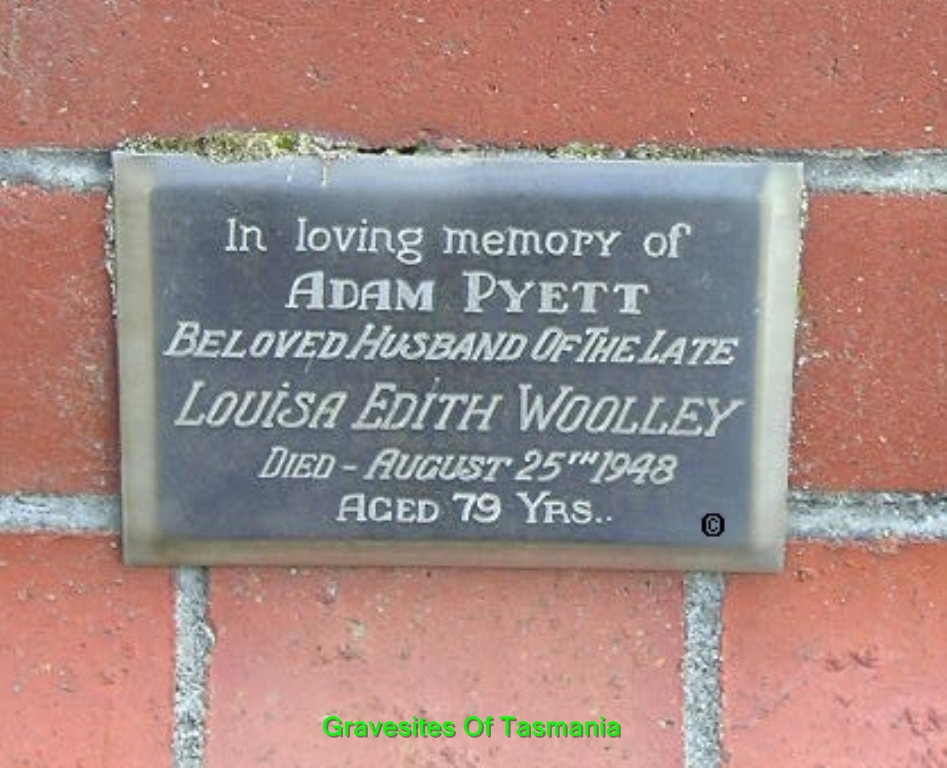 In loving memory of
ADAM PYETT
BELOVED HUSBAND OF THE LATE
LOUiSA EDiTH WOOLLEY
DIED - AUGUST 25TH 1948
AGED 79 YRS..
©
Gravesites Of Tasmania